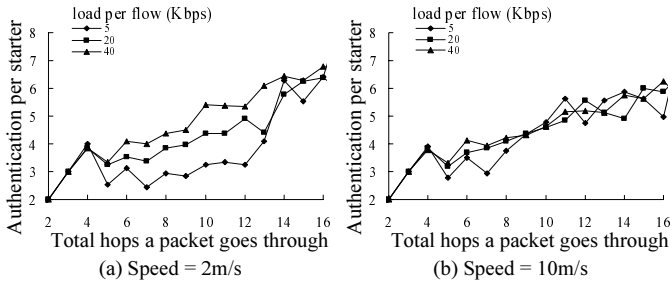 load per flow (Kbps)
5
20
40
Authentication per starter
8
7
6
5
4
3
2
2 4 6 8 10 12 14 16
Total hops a packet goes through
(a) Speed = 2m/s
load per flow (Kbps)
5
20
40
Authentication per starter
8
7
6
5
4
3
2
2 4 6 8 10 12 14 16
Total hops a packet goes through
(b) Speed = 10m/s